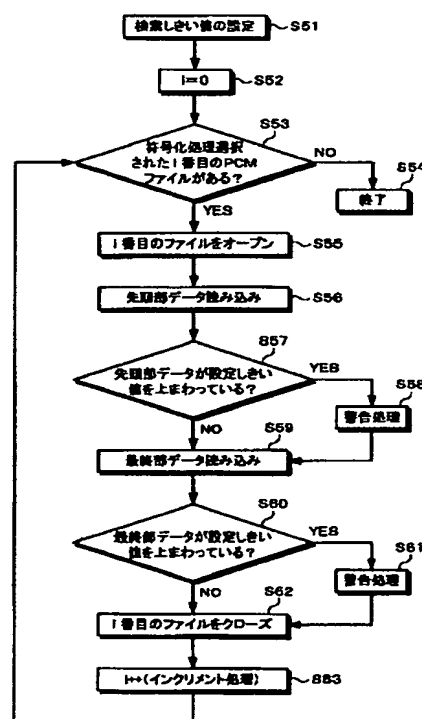 検索しきい値の設定
S51
i=0
S52
S53
符号化処理選択
されたi番目のPCM
ファイルがある？
NO
S54
終了
YES
i番目のファイルをオープン
S55
先頭部データ読み込み
S56
S57
先頭部データが設定しきい
値を上まわっている？
YES
S58
警告処理
NO
S59
最終部データ読み込み
S60
最終部データが設定しきい
値を上まわっている？
YES
S61
警告処理
NO
S62
i番目のファイルをクローズ
i++(インクリメント処理)
S63